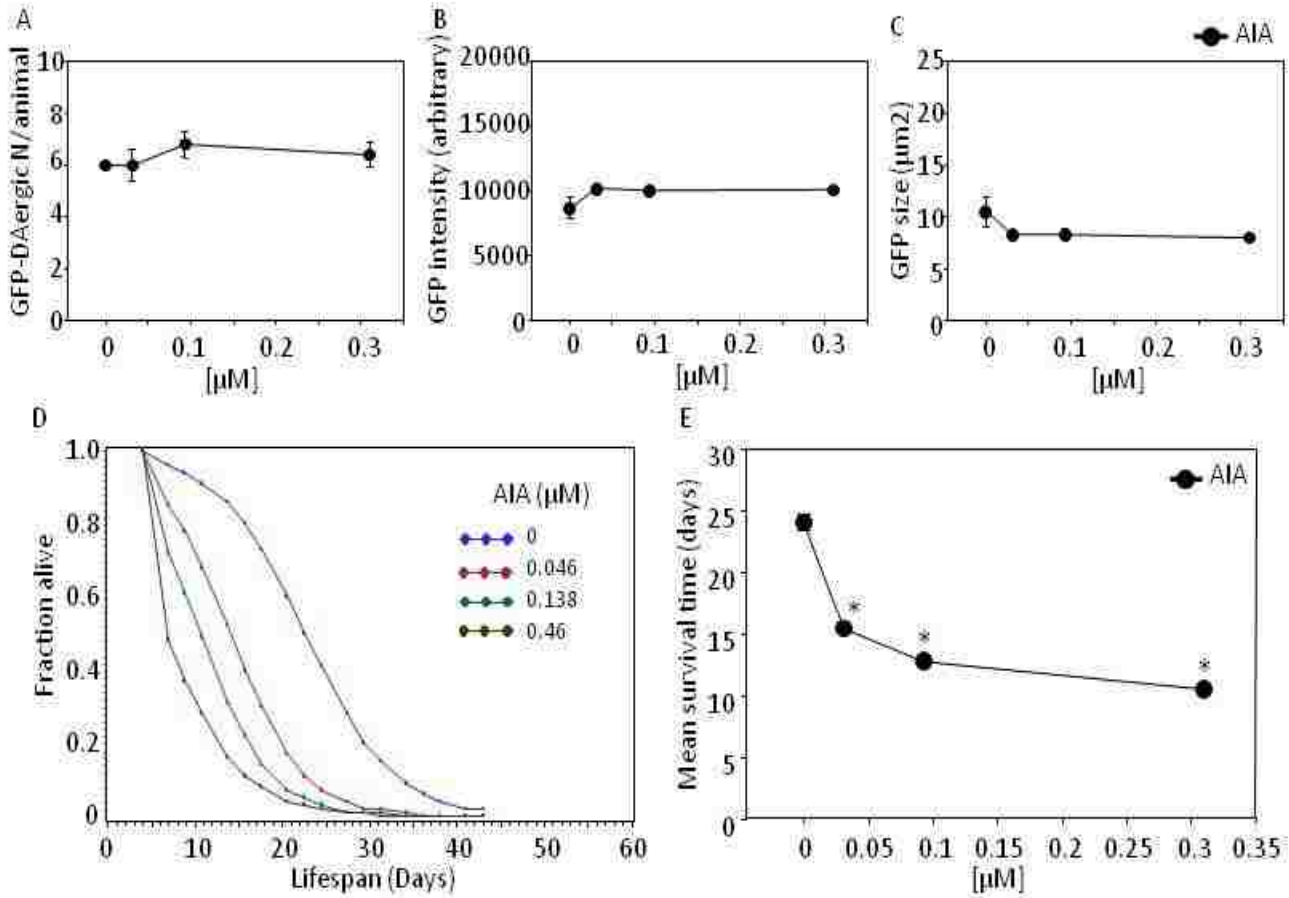 A
GFP-DAergic N/ animal
10
8
6
4
2
0
0 0.1 0.2 0.3
[µM]
B
GFP intensity (arbitrary)
20000
15000
10000
5000
0
0 0.1 0.2 0.3
[µM]
C
AIA
GFP size (µm2)
25
20
15
10
5
0
0 0.1 0.2 0.3
[µM]
D
Fraction alive
1.0
0.8
0.6
0.4
0.2
0
AIA (µM)
0
0.046
0.138
0.46
0 10 20 30 40 50 60
Lifespan (Days)
E
Mean survival time (days)
30
25
20
15
10
5
0
AIA
*
*
*
0 0.05 0.1 0.15 0.2 0.25 0.3 0.35
[µM]